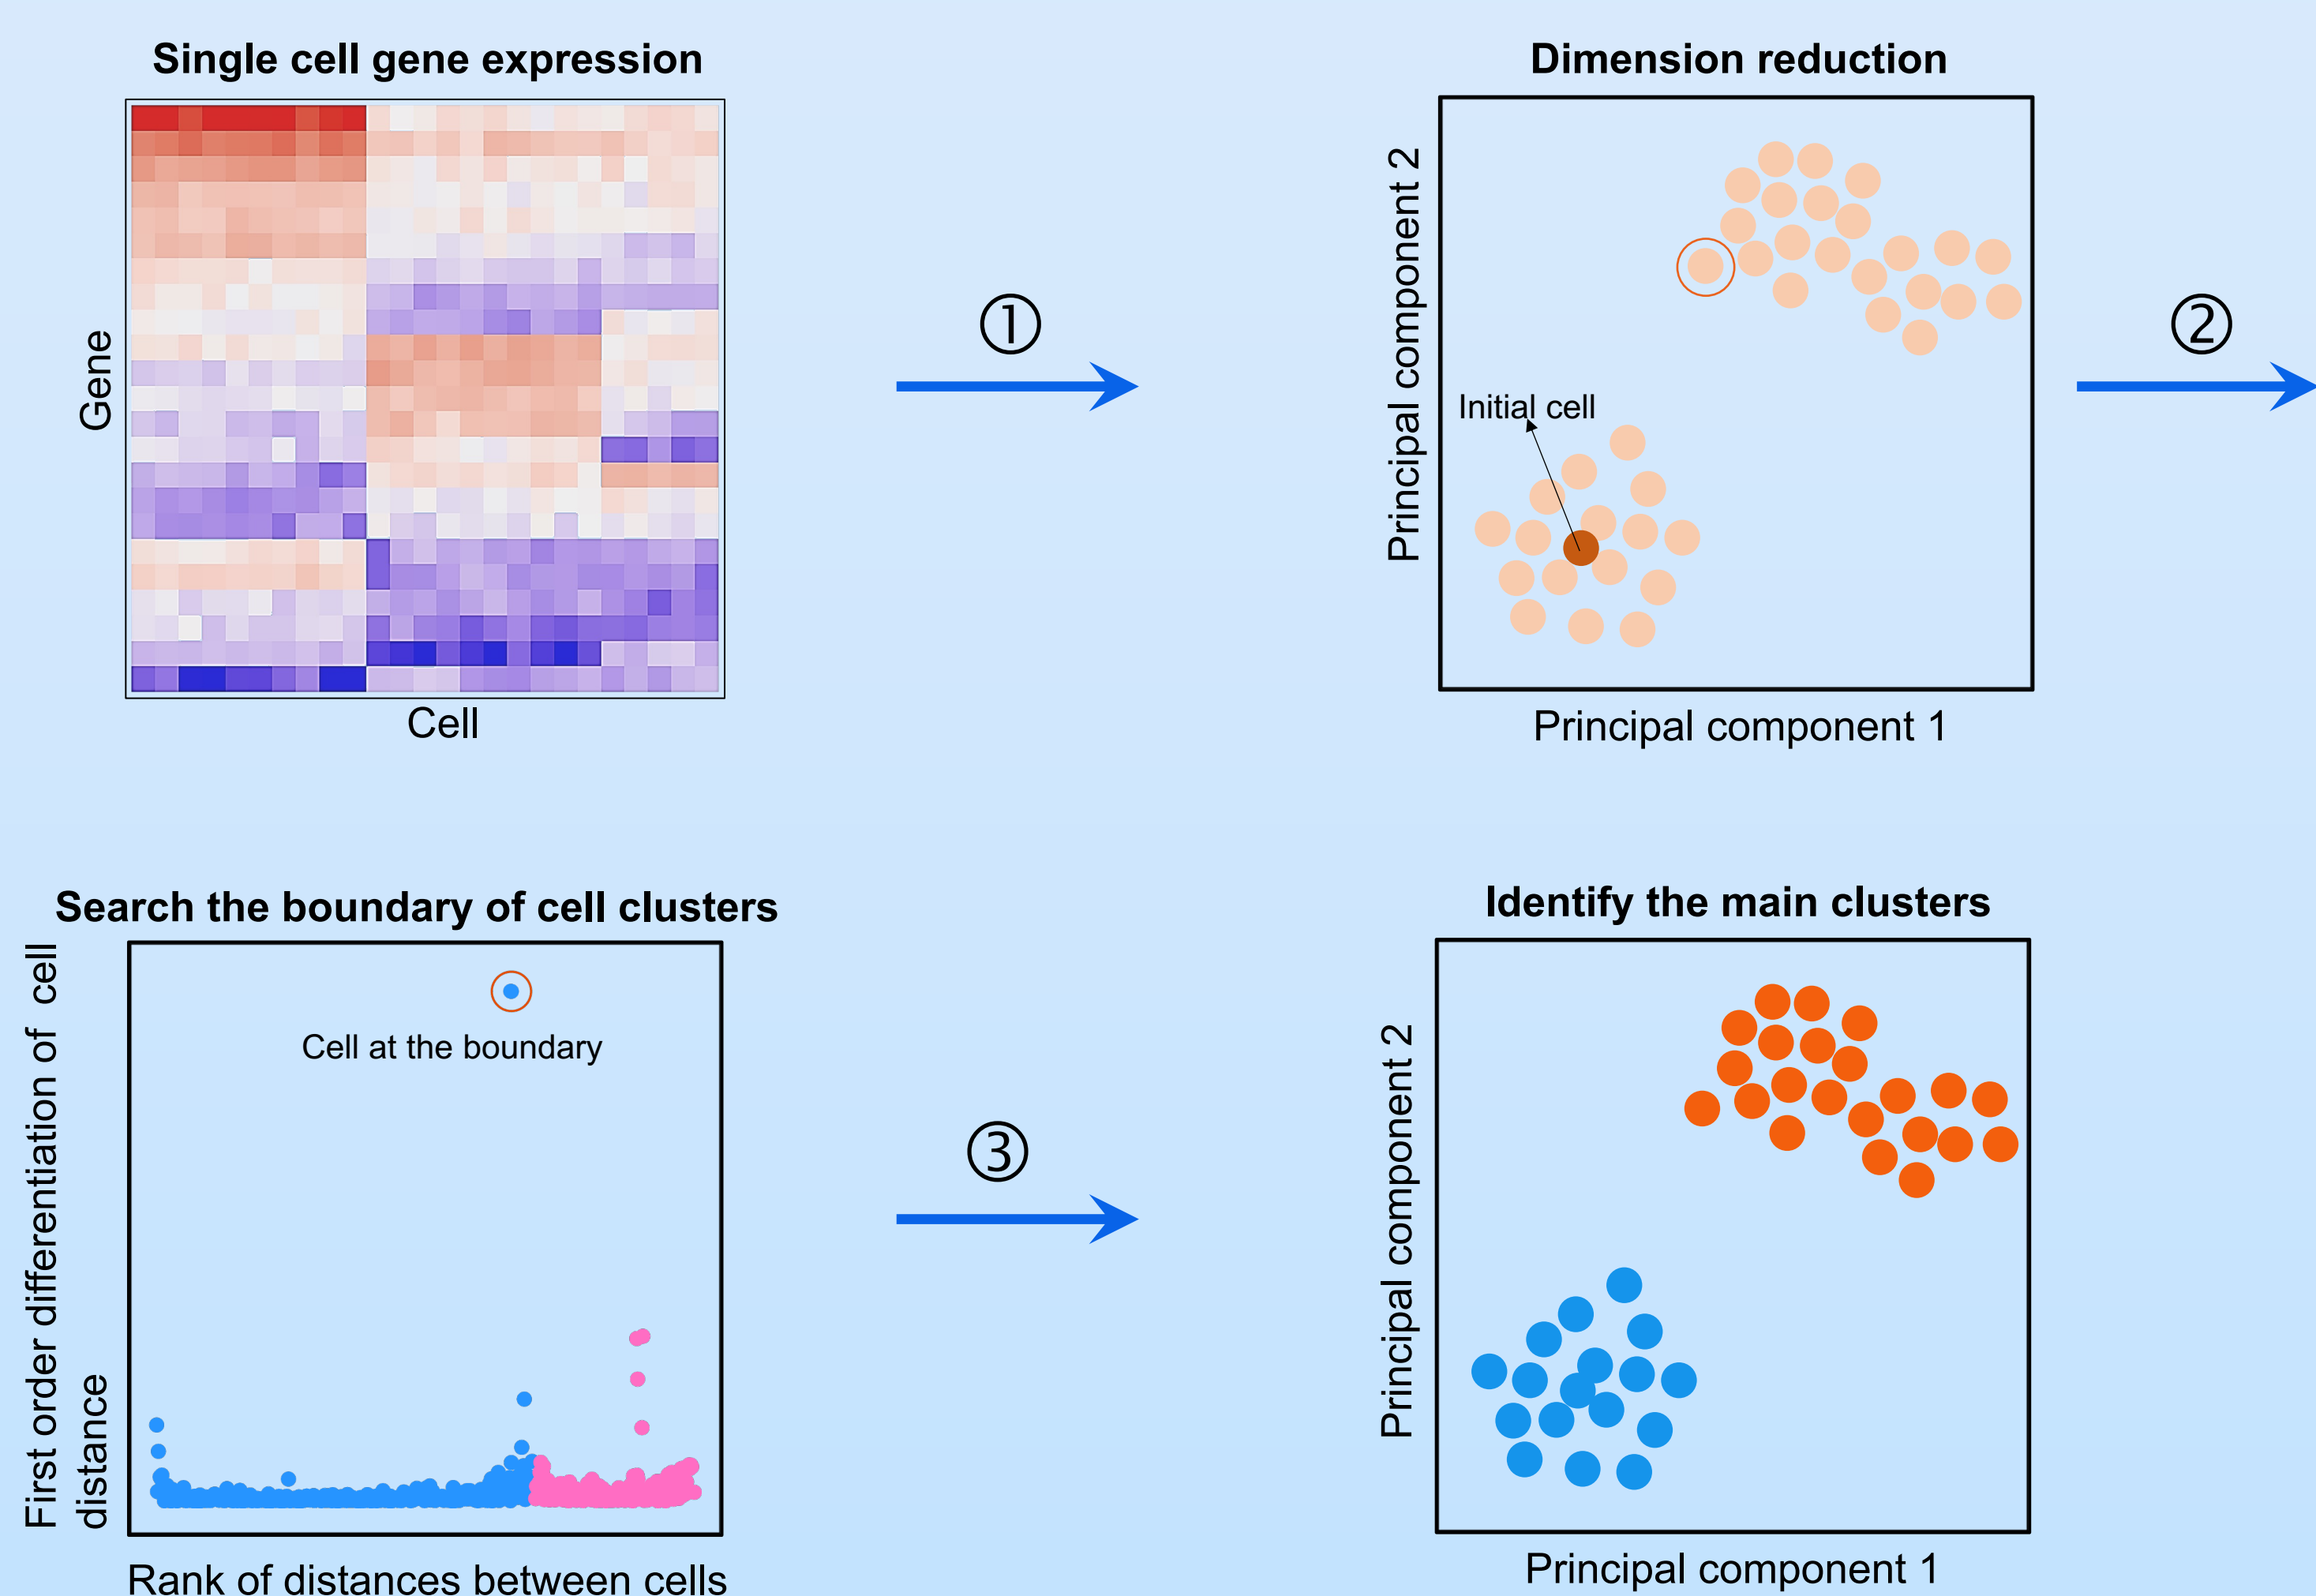 Single cell gene expression
Gene
Cell
①
Dimension reduction
Principal component 2
Initial cell
Principal component 1
②
Search the boundary of cell clusters
First order differentiation of cell
distance
Cell at the boundary
Rank of distances between cells
③
Identify the main clusters
Principal component 2
Principal component 1